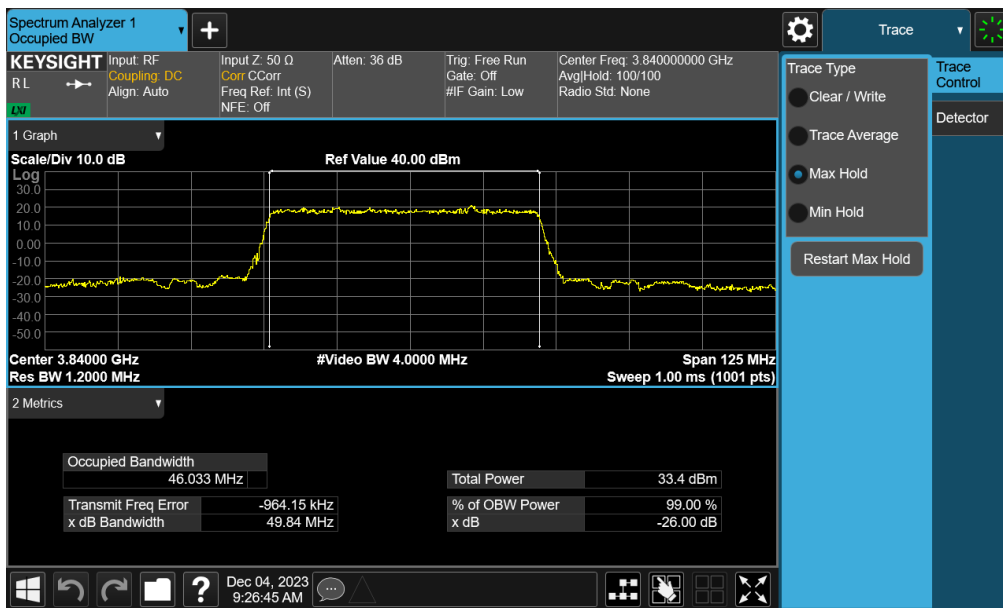 Spectrum Analyzer 1
Occupied BW
Trace
KEYSIGHT
R L
LXI
Input: RF
Coupling: DC
Align: Auto
Input Z: 50 Ω
Corr CCorr
Freq Ref: Int (S)
NFE: Off
Atten: 36 dB
Trig: Free Run
Gate: Off
#IF Gain: Low
Center Freq: 3.840000000 GHz
Avg|Hold: 100/100
Radio Std: None
Trace Type
Clear / Write
Trace Average
Max Hold
Min Hold
Restart Max Hold
Trace
Control
Detector
1 Graph
Scale/Div 10.0 dB
Ref Value 40.00 dBm
Log
30.0
20.0
10.0
0.00
-10.0
-20.0
-30.0
-40.0
-50.0
Center 3.84000 GHz
#Video BW 4.0000 MHz
Span 125 MHz
Res BW 1.2000 MHz
Sweep 1.00 ms (1001 pts)
2 Metrics
Occupied Bandwidth
46.033 MHz
Total Power 33.4 dBm
Transmit Freq Error -964.15 kHz
% of OBW Power 99.00 %
x dB Bandwidth 49.84 MHz
x dB -26.00 dB
Dec 04, 2023
9:26:45 AM